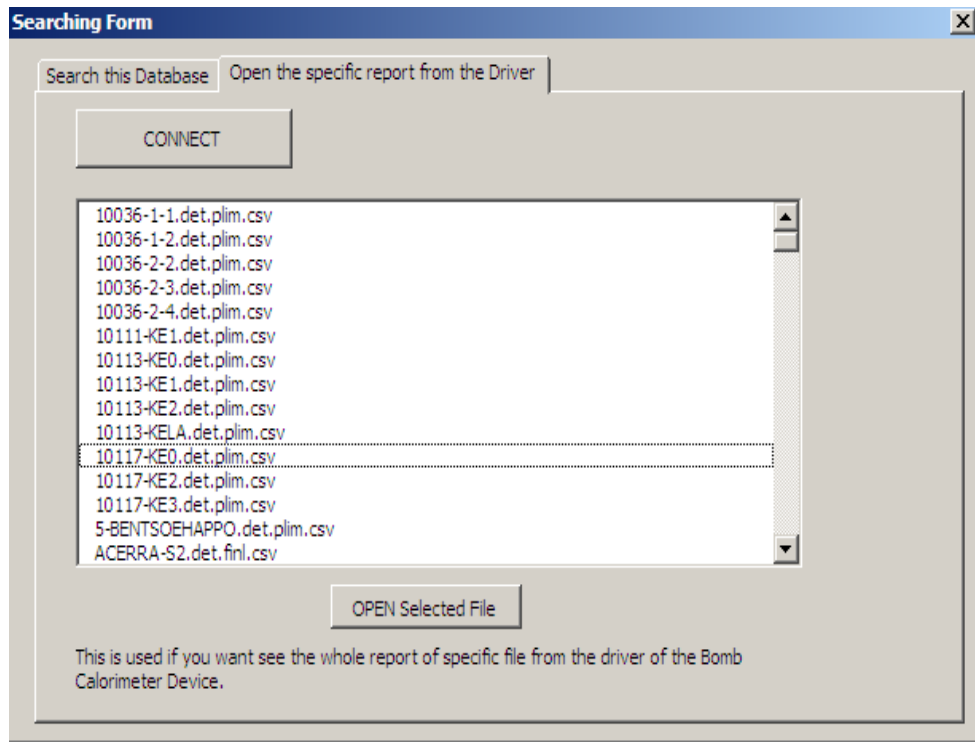 Searching Form
Search this Database
Open the specific report from the Driver
CONNECT
10036-1-1.det.plim.csv
10036-1-2.det.plim.csv
10036-2-2.det.plim.csv
10036-2-3.det.plim.csv
10036-2-4.det.plim.csv
10111-KE1.det.plim.csv
10113-KE0.det.plim.csv
10113-KE1.det.plim.csv
10113-KE2.det.plim.csv
10113-KELA.det.plim.csv
10117-KE0.det.plim.csv
10117-KE2.det.plim.csv
10117-KE3.det.plim.csv
5-BENTSOEHAPPO.det.plim.csv
ACERRA-S2.det.finl.csv
OPEN Selected File
This is used if you want see the whole report of specific file from the driver of the Bomb
Calorimeter Device.